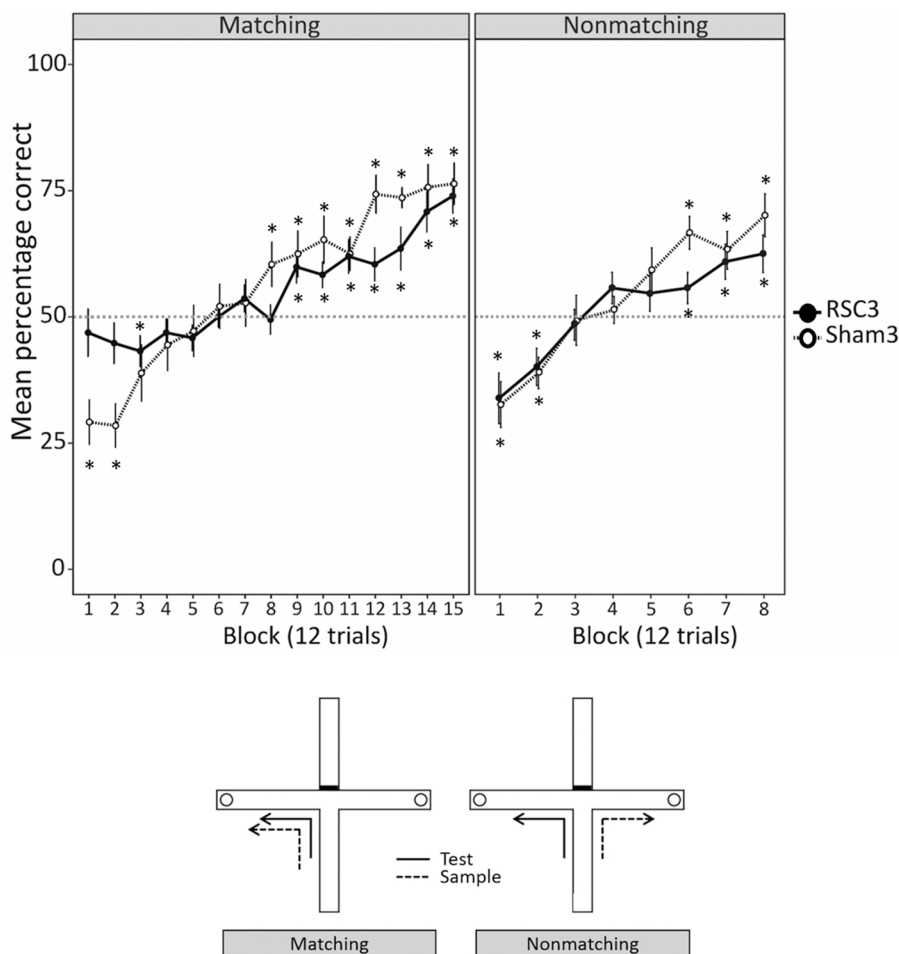 Matching
Nonmatching
Mean percentage correct
100
75
50
25
0
* * * * * * * * * * * * * * * * * *
* * * * * * * * * *
1 2 3 4 5 6 7 8 9 10 11 12 13 14 15
1 2 3 4 5 6 7 8
Block (12 trials)
Block (12 trials)
RSC3
Sham3
Test
Sample
Matching
Nonmatching